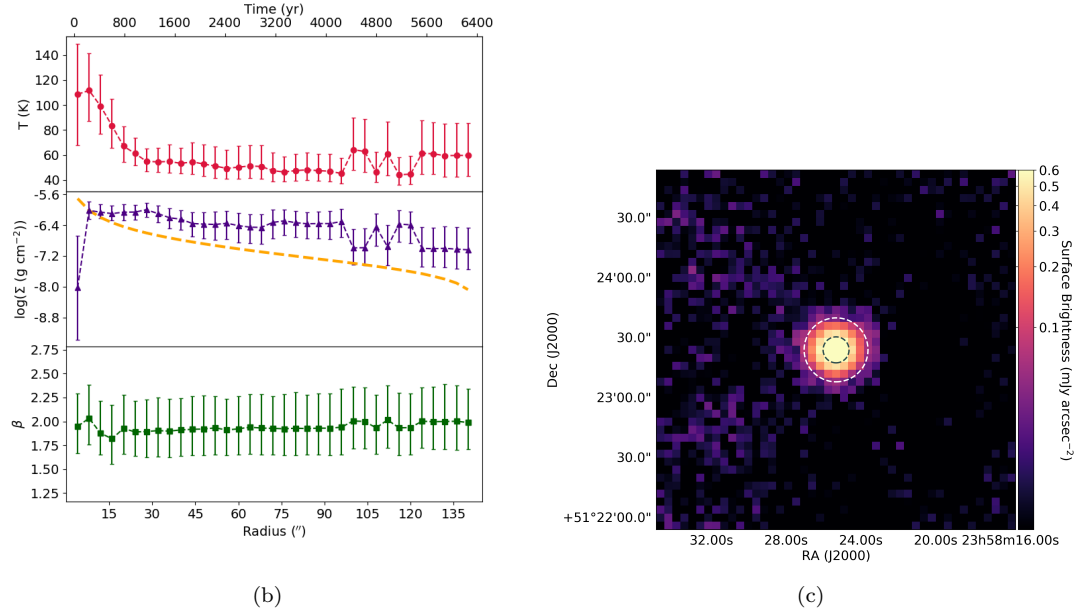 Time (yr)
0 800 1600 2400 3200 4000 4800 5600 6400
T (K)
140
120
100
80
60
40
log(Σ (g cm⁻²))
-5.6
-6.4
-7.2
-8.0
-8.8
β
2.75
2.50
2.25
2.00
1.75
1.50
1.25
15 30 45 60 75 90 105 120 135
Radius (″)
(b)
Dec (J2000)
30.0"
24'00.0"
30.5"
23'00.0"
30.5"
+51°22'00.0"
32.00s 28.00s 24.00s 20.00s 23h58m16.00s
RA (J2000)
0.6
0.5
0.4
0.3
0.2
0.1
Surface Brightness (mJy arcsec⁻²)
(c)